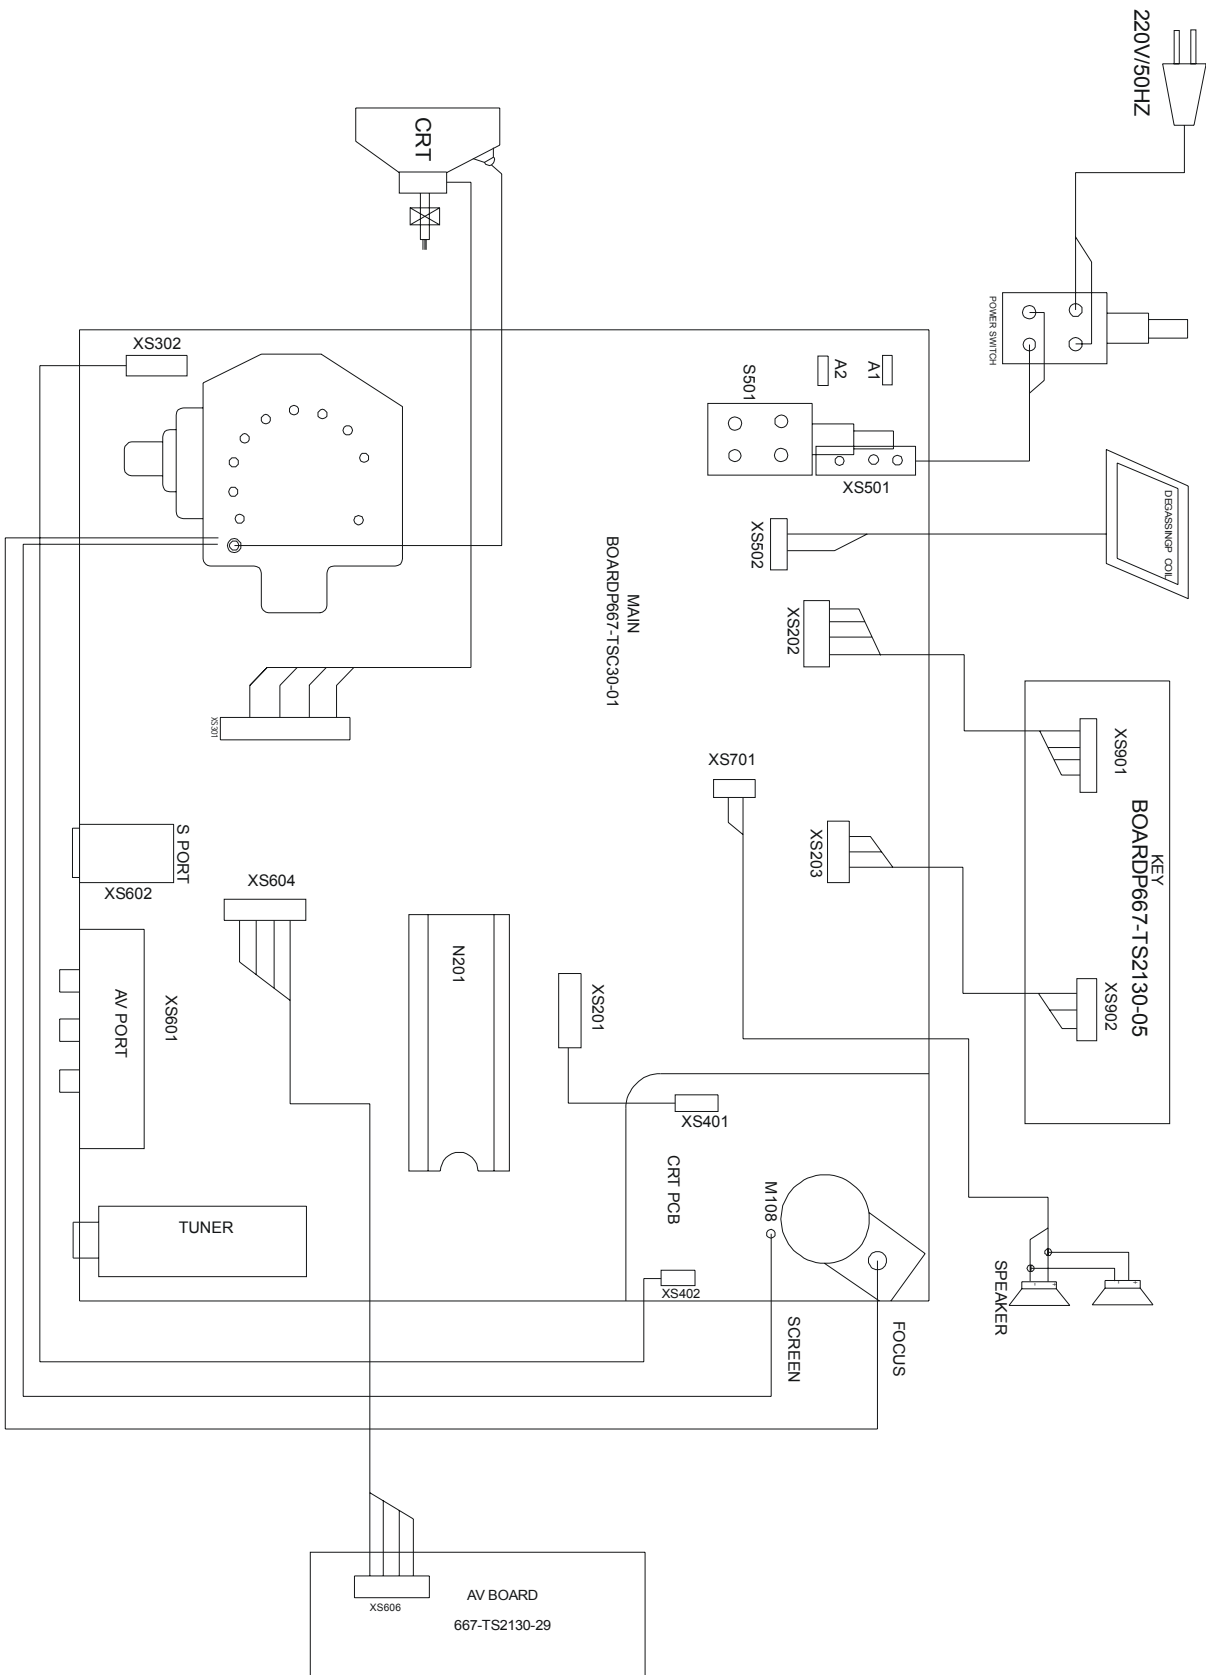 220V/50HZ
CRT
POWER SWITCH
XS302
A1
A2
S501
XS501
DEGASSINGP COIL
XS502
MAIN
BOARDP667-TSC30-01
XS202
XS301
XS901
KEY
BOARDP667-TS2130-05
XS701
XS203
XS902
S PORT
XS602
XS604
N201
XS201
XS601
AV PORT
XS401
CRT PCB
M108
TUNER
XS402
SPEAKER
SCREEN
FOCUS
XS606
AV BOARD
667-TS2130-29